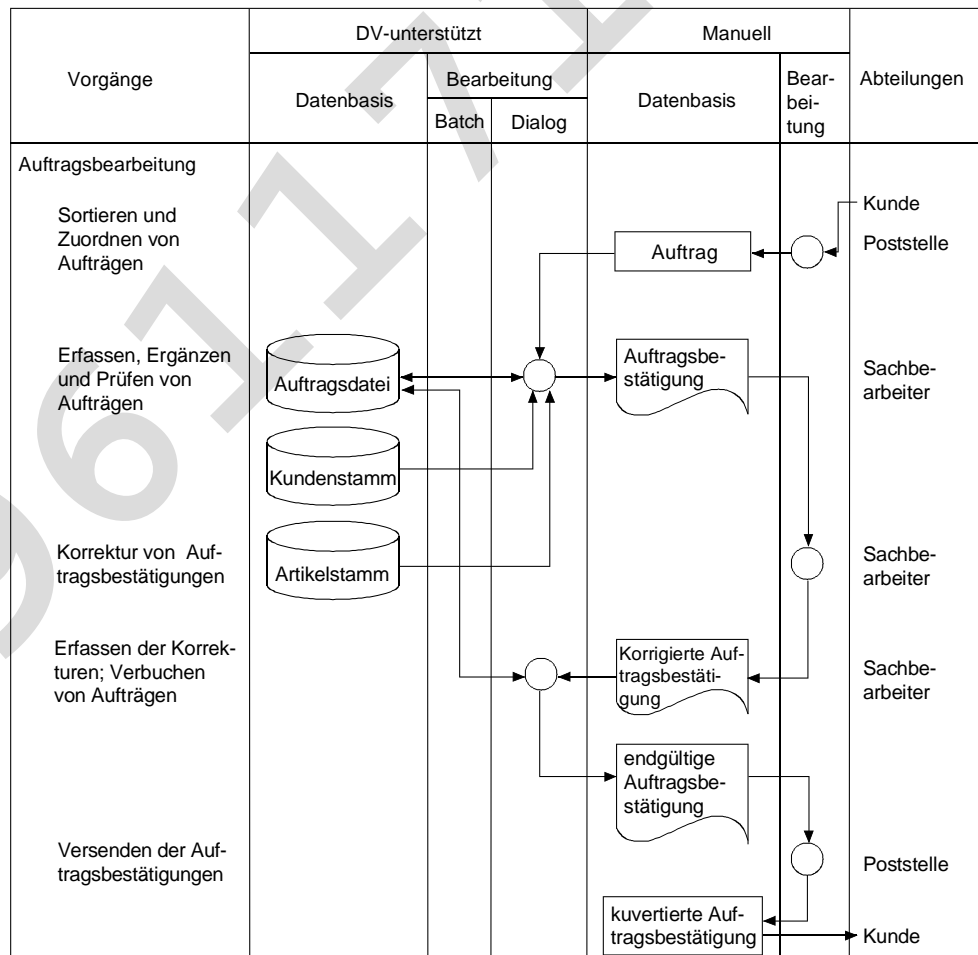 DV-unterstützt
Manuell
Vorgänge
Datenbasis
Bearbeitung
Batch
Dialog
Datenbasis
Bear-
bei-
tung
Abteilungen
Auftragsbearbeitung
Sortieren und
Zuordnen von
Aufträgen
Auftrag
Kunde
Poststelle
Erfassen, Ergänzen
und Prüfen von
Aufträgen
Auftragsdatei
Auftragsbe-
stätigung
Sachbe-
arbeiter
Kundenstamm
Korrektur von Auf-
tragsbestätigungen
Artikelstamm
Sachbe-
arbeiter
Erfassen der Korrek-
turen; Verbuchen
von Aufträgen
Korrigierte Auf-
tragsbestäti-
gung
Sachbe-
arbeiter
endgültige
Auftragsbe-
stätigung
Versenden der Auf-
tragsbestätigungen
Poststelle
kuvertierte Auf-
tragsbestätigung
Kunde